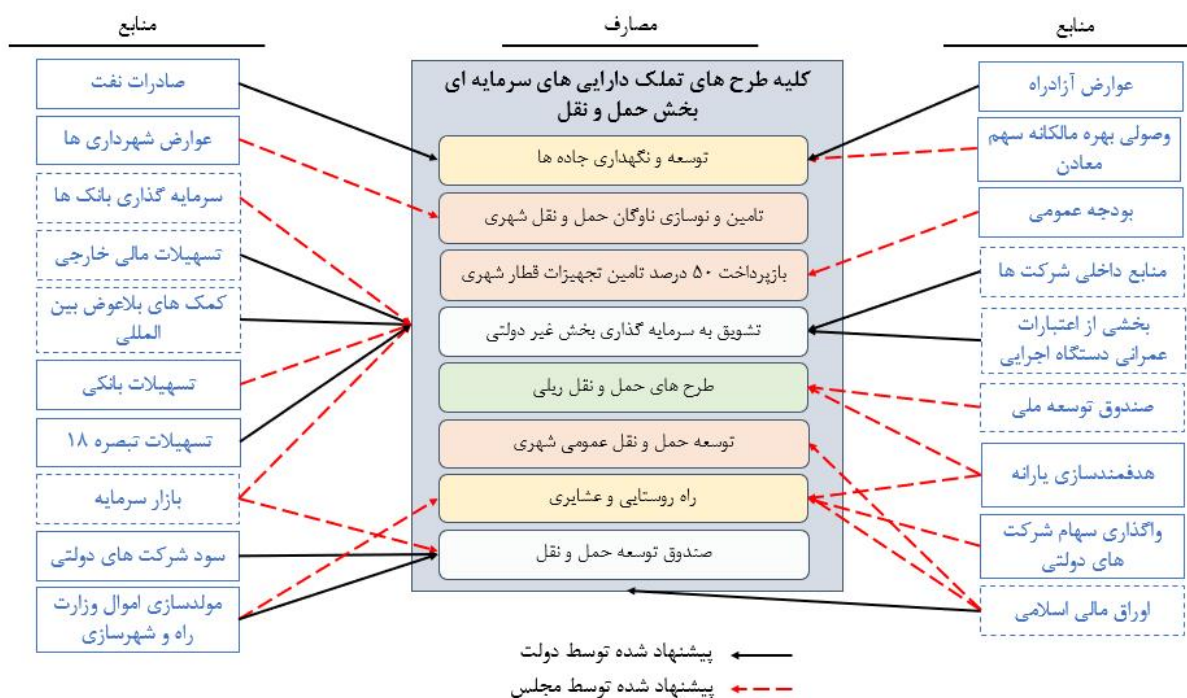 منابع
مصارف
منابع
عوارض آزادراه
وصولی بهره مالکانه سهم
معادن
بودجه عمومی
منابع داخلی شرکت ها
بخشی از اعتبارات
عمرانی دستگاه اجرایی
صندوق توسعه ملی
هدفمندسازی یارانه
واگذاری سهام شرکت
های دولتی
اوراق مالی اسلامی
کلیه طرح های تملک دارایی های سرمایه ای
بخش حمل و نقل
توسعه و نگهداری جاده ها
تامین و نوسازی ناوگان حمل و نقل شهری
بازپرداخت ۵۰ درصد تامین تجهیزات قطار شهری
تشویق به سرمایه گذاری بخش غیر دولتی
طرح های حمل و نقل ریلی
توسعه حمل و نقل عمومی شهری
راه روستایی و عشایری
صندوق توسعه حمل و نقل
صادرات نفت
عوارض شهرداری ها
سرمایه گذاری بانک ها
تسهیلات مالی خارجی
کمک های بلاعوض بین
المللی
تسهیلات بانکی
تسهیلات تبصره ۱۸
بازار سرمایه
سود شرکت های دولتی
مولدسازی اموال وزارت
راه و شهرسازی
پیشنهاد شده توسط دولت
پیشنهاد شده توسط مجلس